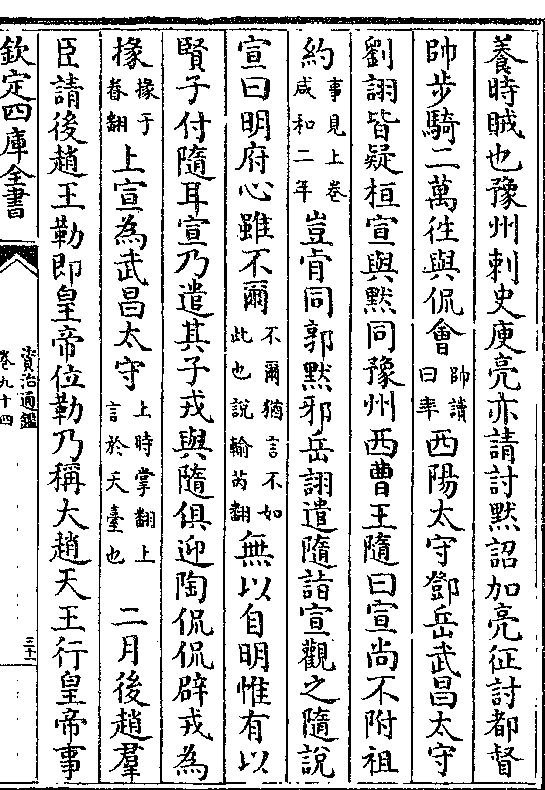 養時賊也豫州刺史庾亮亦請討黙詔加亮征討都督
帥步騎二萬徃與侃會帥讀曰率西陽太守鄧岳武昌太守
劉詡皆疑桓宣與黙同豫州西曹王隨曰宣尚不附祖
約事見上卷咸和二年豈肯同郭黙邪岳詡遣隨詣宣觀之隨說
宣曰明府心雖不爾不爾猶言不如此也說輸芮翻無以自明惟有以
賢子付隨耳宣乃遣其子戎與隨俱迎陶侃侃辟戎為
掾掾于眷翻上宣為武昌太守上時掌翻上言於天臺也二月後趙羣
臣請後趙王勒即皇帝位勒乃稱大趙天王行皇帝事
欽定四庫全書
資治通鑑
卷九十四
三十二